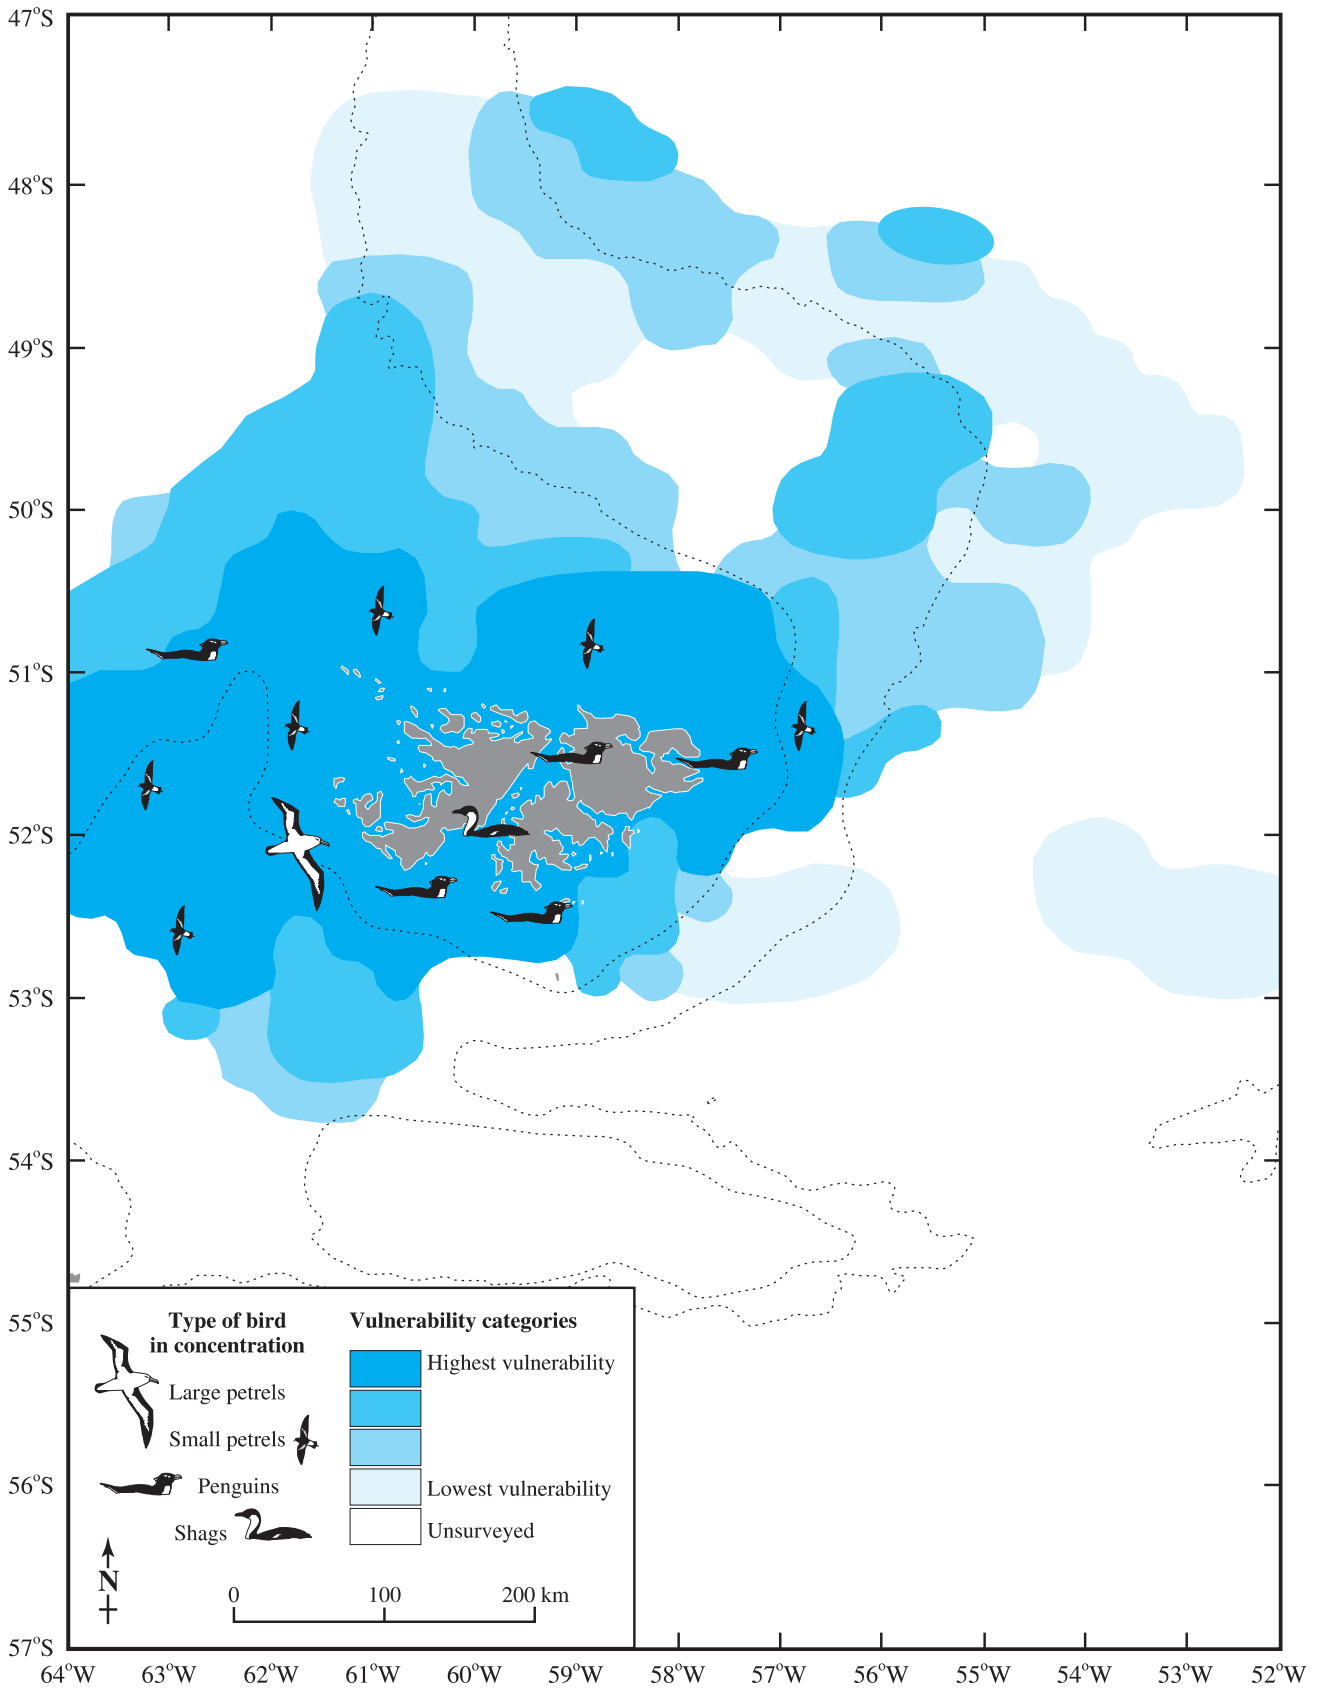 47°S
48°S
49°S
50°S
51°S
52°S
53°S
54°S
55°S
56°S
57°S
Type of bird
in concentration
Large petrels
Small petrels
Penguins
Shags
N
Vulnerability categories
Highest vulnerability
Lowest vulnerability
Unsurveyed
0 100 200 km
64°W 63°W 62°W 61°W 60°W 59°W 58°W 57°W 56°W 55°W 54°W 53°W 52°W